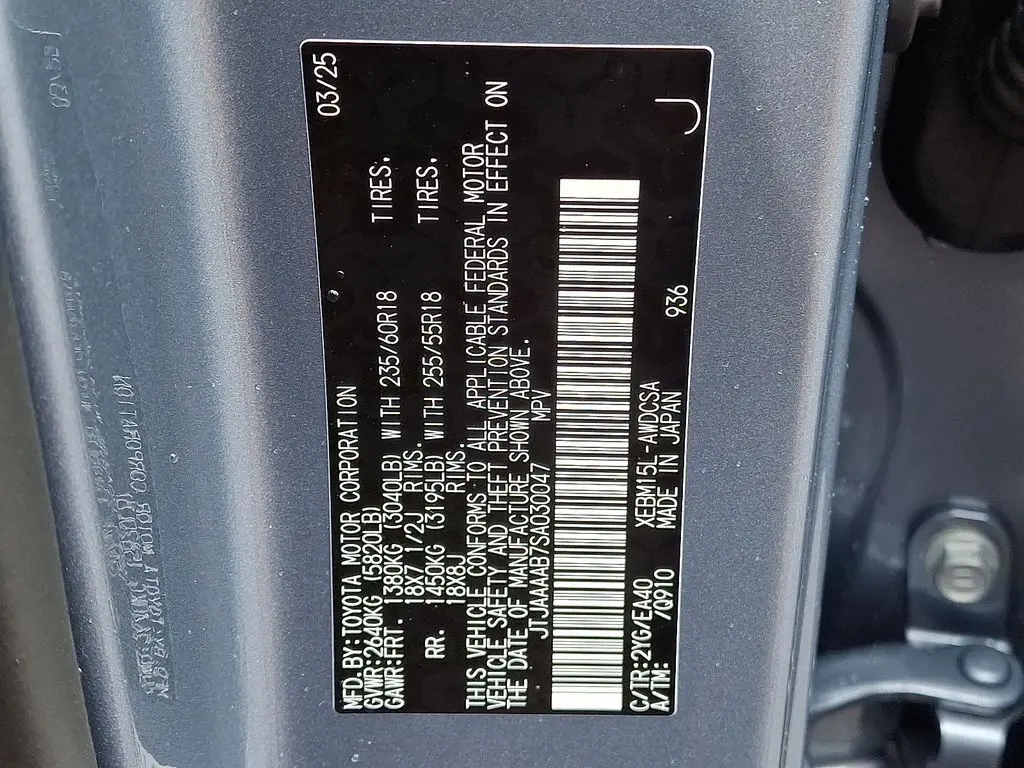 03/25
MFD.BY:TOYOTA MOTOR CORPORATION
GVWR:2640KG (5820LB)
GAWR:FRT. 1380KG (3040LB) WITH 235/60R18 TIRES.
18X7 1/2J RIMS.
RR. 1450KG (3195LB) WITH 255/55R18 TIRES.
18X8J RIMS.
THIS VEHICLE CONFORMS TO ALL APPLICABLE FEDERAL MOTOR
VEHICLE SAFETY AND THEFT PREVENTION STANDARDS IN EFFECT ON
THE DATE OF MANUFACTURE SHOWN ABOVE.
JTJAAAAB7SA030047 MPV
C/TR:2YG/EA40 XEBM15L-AWDCSA 936
A/TM: /Q910 MADE IN JAPAN
J